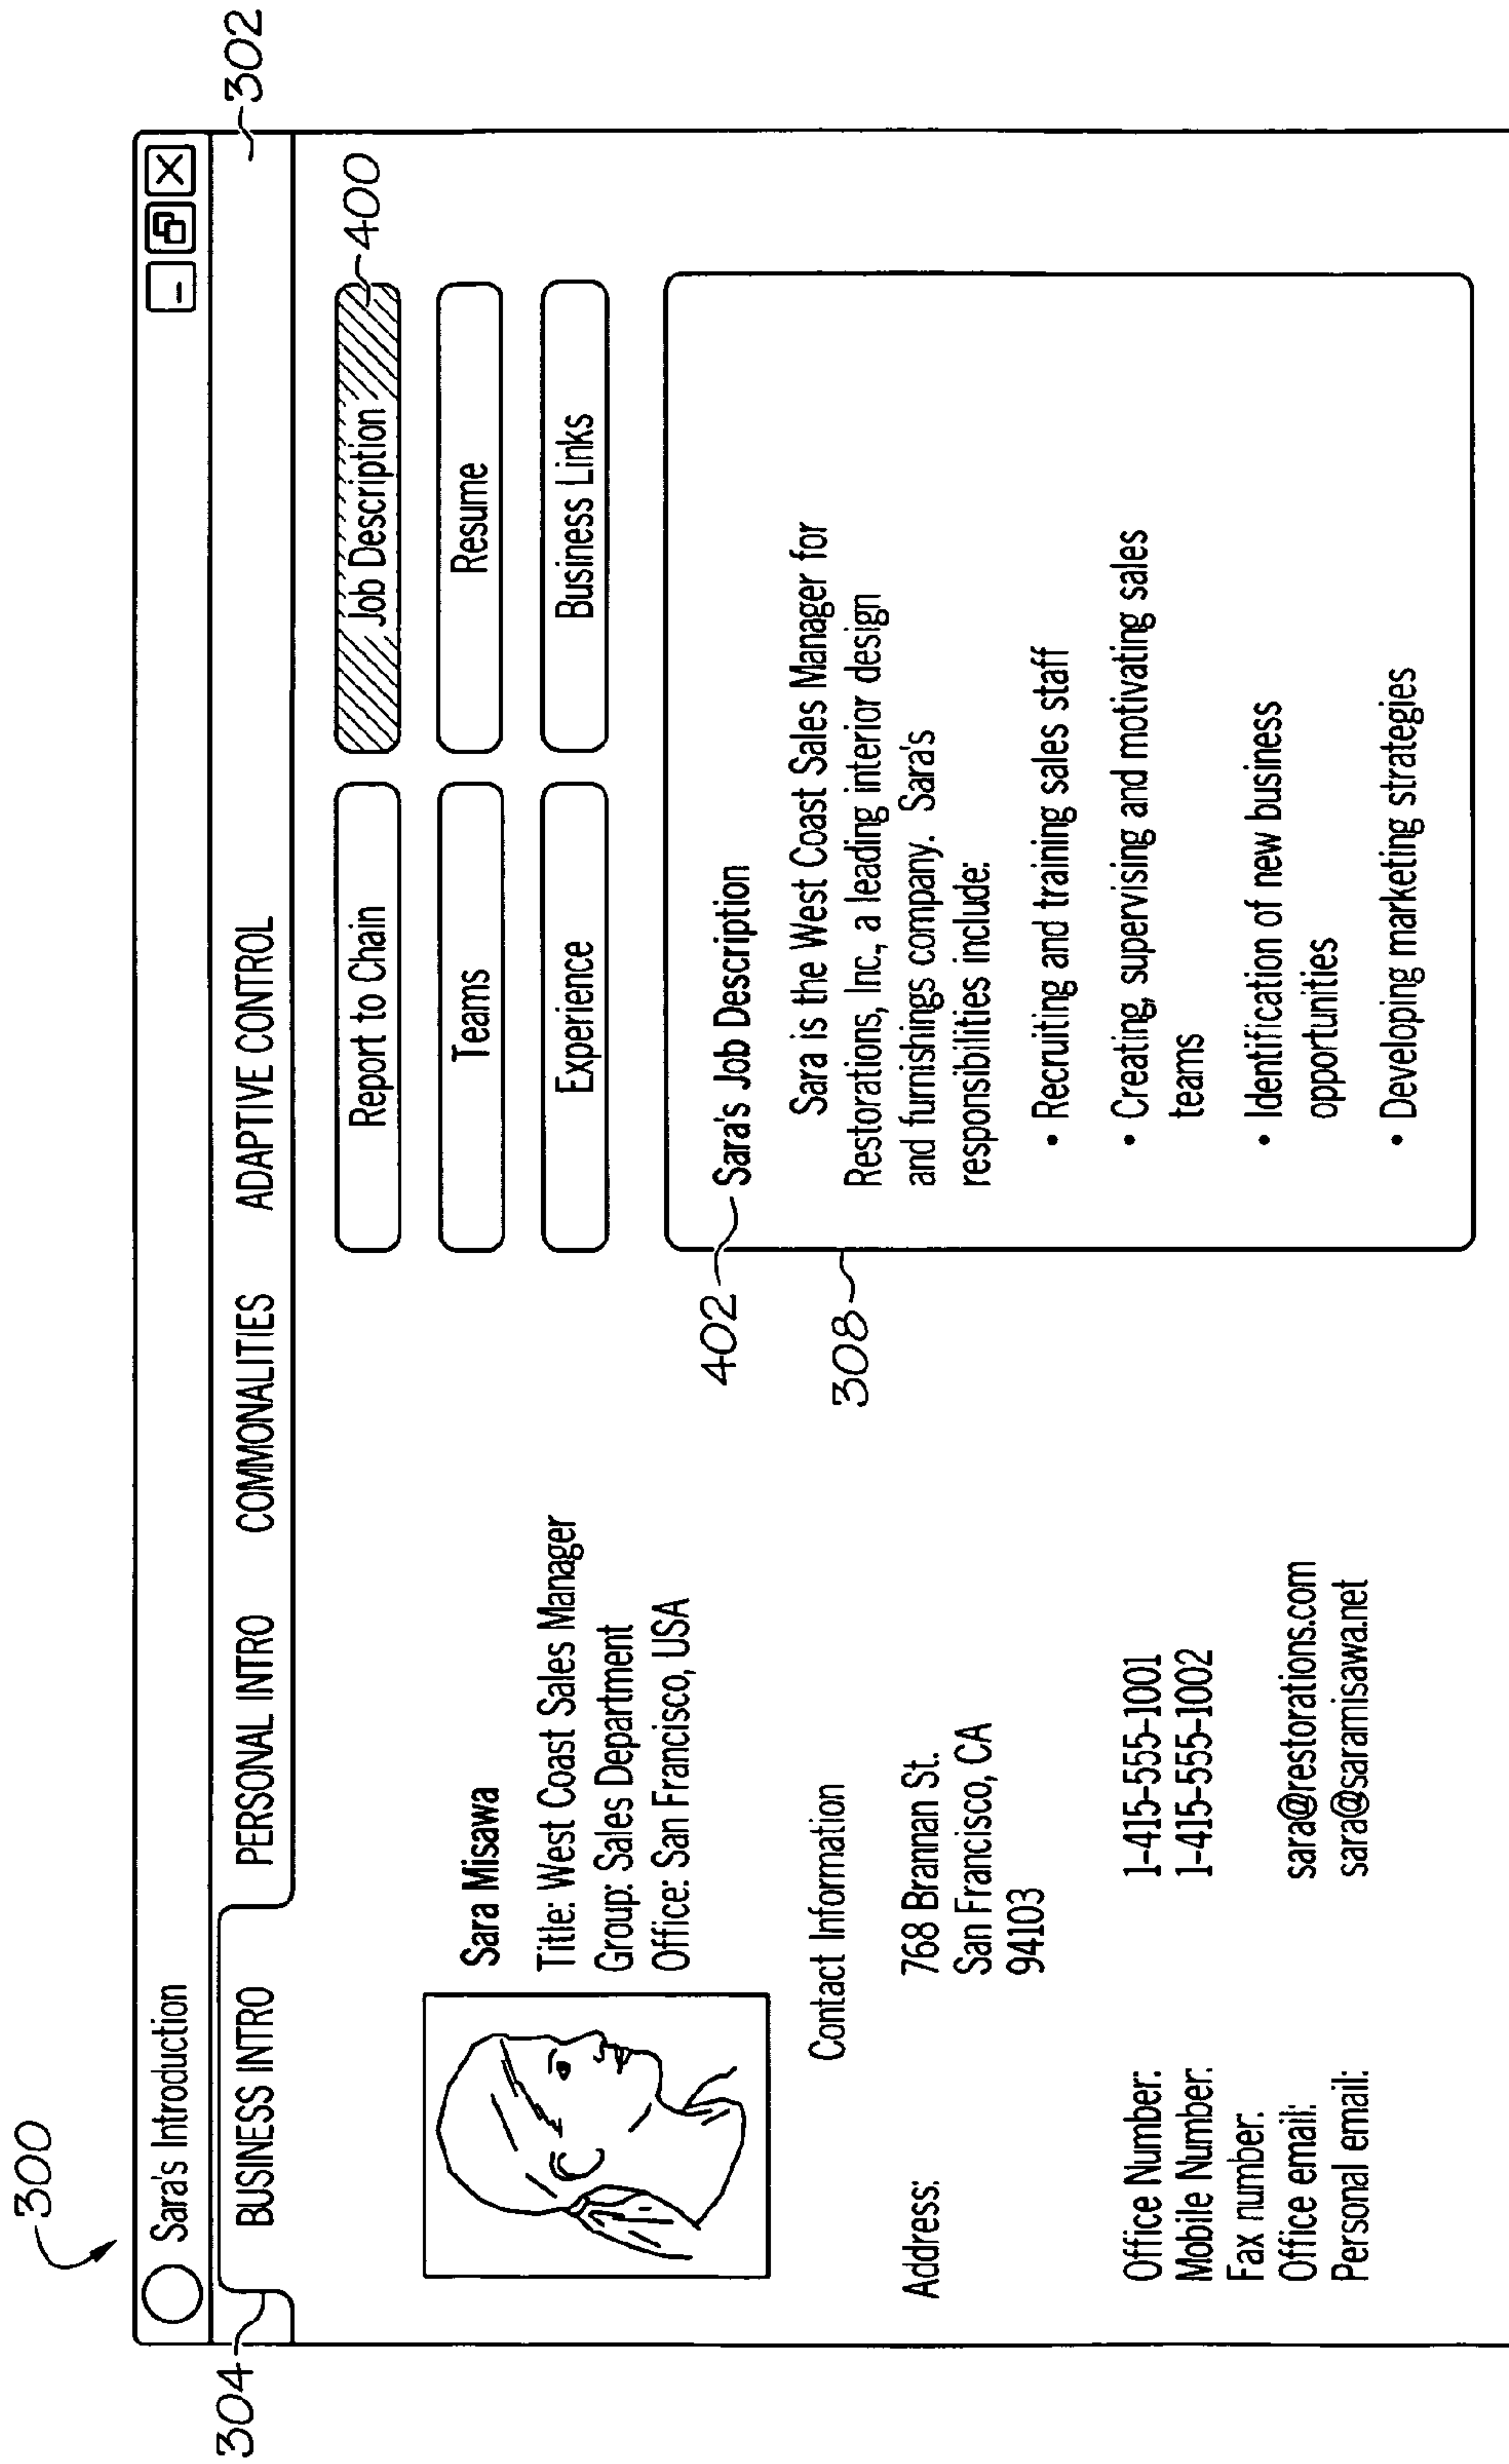 300
Sara's Introduction
302
304
BUSINESS INTRO PERSONAL INTRO COMMONALITIES ADAPTIVE CONTROL
Sara Misawa
Title: West Coast Sales Manager
Group: Sales Department
Office: San Francisco, USA
Contact Information
Address: 768 Brannan St.
San Francisco, CA
94103
Office Number: 1-415-555-1001
Mobile Number: 1-415-555-1002
Fax number:
Office email: sara@restorations.com
Personal email: sara@saramisawa.net
Report to Chain Job Description 400
Teams Resume
Experience Business Links
402 Sara's Job Description
308
Sara is the West Coast Sales Manager for
Restorations, Inc., a leading interior design
and furnishings company. Sara's
responsibilities include:
• Recruiting and training sales staff
• Creating, supervising and motivating sales
teams
• Identification of new business
opportunities
• Developing marketing strategies